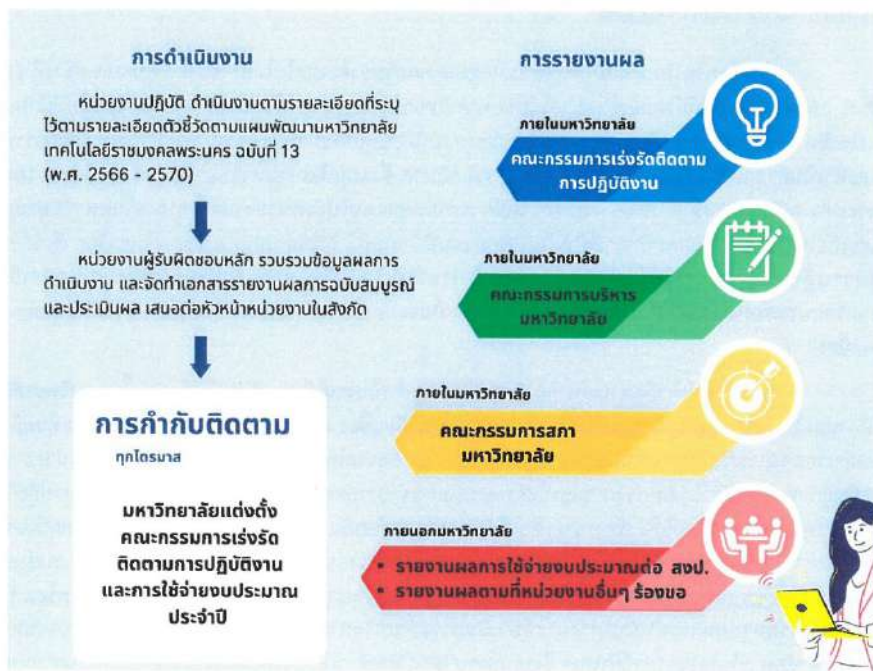 การดำเนินงาน
หน่วยงานปฏิบัติ ดำเนินงานตามรายละเอียดที่ระบุ
ไว้ตามรายละเอียดตัวชี้วัดตามแผนพัฒนามหาวิทยาลัย
เทคโนโลยีราชมงคลพระนคร ฉบับที่ 13
(พ.ศ. 2566 - 2570)
หน่วยงานผู้รับผิดชอบหลัก รวบรวมข้อมูลผลการ
ดำเนินงาน และจัดทำเอกสารรายงานผลการฉบับสมบูรณ์
และประเมินผล เสนอต่อหัวหน้าหน่วยงานในสังกัด
การกำกับติดตาม
ทุกไตรมาส
มหาวิทยาลัยแต่งตั้ง
คณะกรรมการเร่งรัด
ติดตามการปฏิบัติงาน
และการใช้จ่ายงบประมาณ
ประจำปี
การรายงานผล
ภายในมหาวิทยาลัย
คณะกรรมการเร่งรัดติดตาม
การปฏิบัติงาน
ภายในมหาวิทยาลัย
คณะกรรมการบริหาร
มหาวิทยาลัย
ภายในมหาวิทยาลัย
คณะกรรมการสภา
มหาวิทยาลัย
ภายนอกมหาวิทยาลัย
• รายงานผลการใช้จ่ายงบประมาณต่อ สงป.
• รายงานผลตามที่หน่วยงานอื่นๆ ร้องขอ